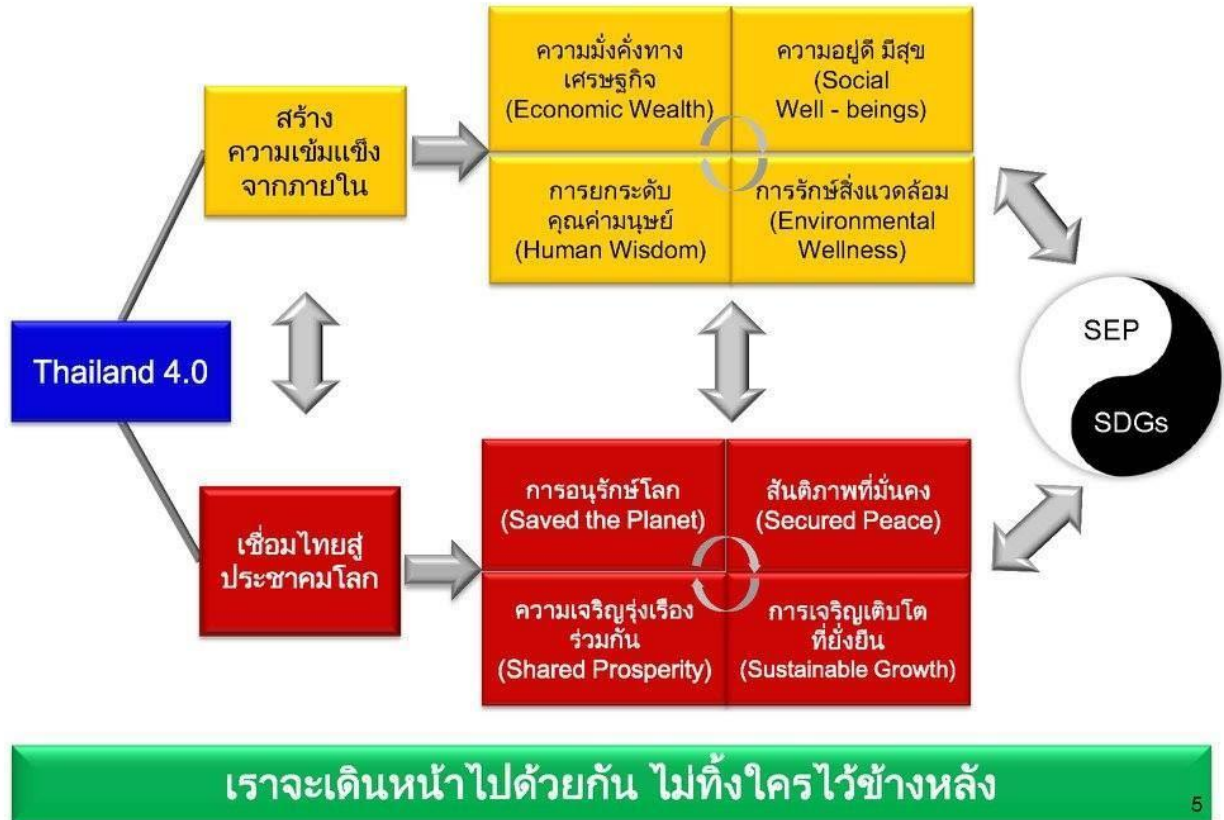 ความมั่งคั่งทาง
เศรษฐกิจ
(Economic Wealth)
ความอยู่ดี มีสุข
(Social
Well - beings)
สร้าง
ความเข้มแข็ง
จากภายใน
การยกระดับ
คุณค่ามนุษย์
(Human Wisdom)
การรักษ์สิ่งแวดล้อม
(Environmental
Wellness)
Thailand 4.0
SEP
SDGs
การอนุรักษ์โลก
(Saved the Planet)
สันติภาพที่มั่นคง
(Secured Peace)
เชื่อมไทยสู่
ประชาคมโลก
ความเจริญรุ่งเรือง
ร่วมกัน
(Shared Prosperity)
การเจริญเติบโต
ที่ยั่งยืน
(Sustainable Growth)
เราจะเดินหน้าไปด้วยกัน ไม่ทิ้งใครไว้ข้างหลัง
5